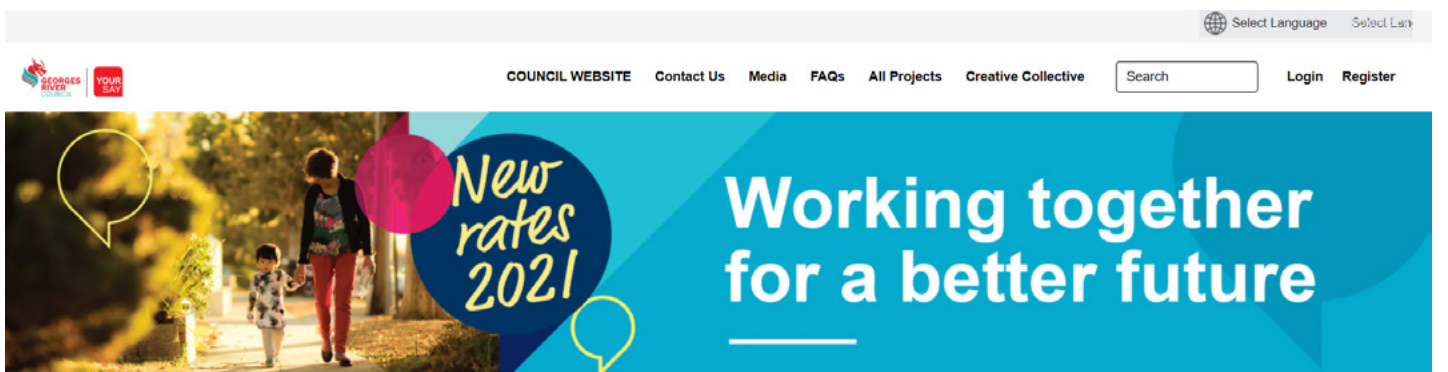 Select Language Select Lan
GEORGES
RIVER
COUNCIL
YOUR
SAY
COUNCIL WEBSITE Contact Us Media FAQs All Projects Creative Collective Search Login Register
New
rates
2021
Working together
for a better future